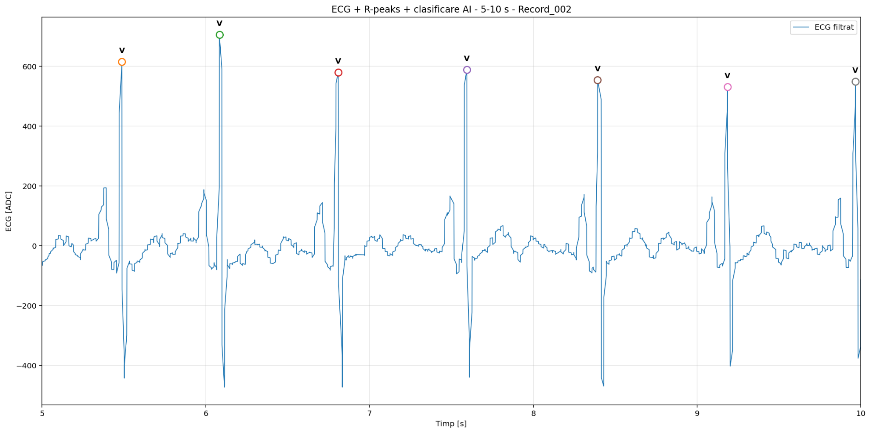 ECG + R-peaks + clasificare AI - 5-10 s - Record_002
ECG filtrat
V
V
V
V
V
V
V
600
400
200
0
−200
−400
ECG [ADC]
5
6
7
8
9
10
Timp [s]